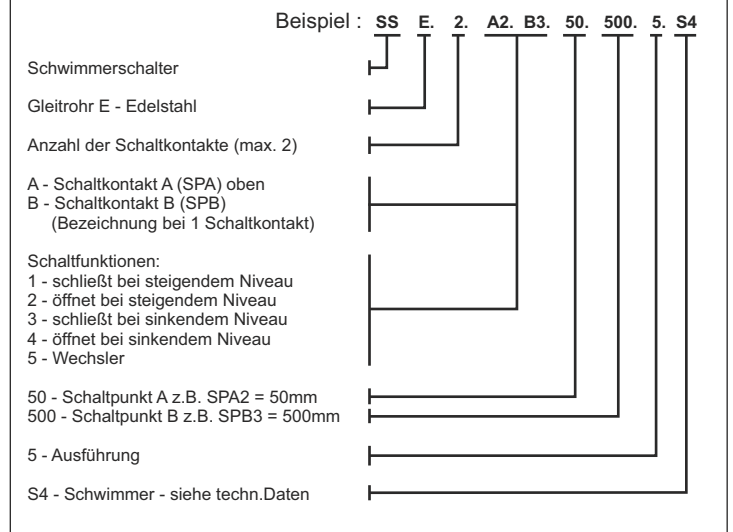 Beispiel : SS E. 2. A2. B3. 50. 500. 5. S4
Schwimmerschalter
Gleitrohr E - Edelstahl
Anzahl der Schaltkontakte (max. 2)
A - Schaltkontakt A (SPA) oben
B - Schaltkontakt B (SPB)
(Bezeichnung bei 1 Schaltkontakt)
Schaltfunktionen:
1 - schließt bei steigendem Niveau
2 - öffnet bei steigendem Niveau
3 - schließt bei sinkendem Niveau
4 - öffnet bei sinkendem Niveau
5 - Wechsler
50 - Schaltpunkt A z.B. SPA2 = 50mm
500 - Schaltpunkt B z.B. SPB3 = 500mm
5 - Ausführung
S4 - Schwimmer - siehe techn.Daten